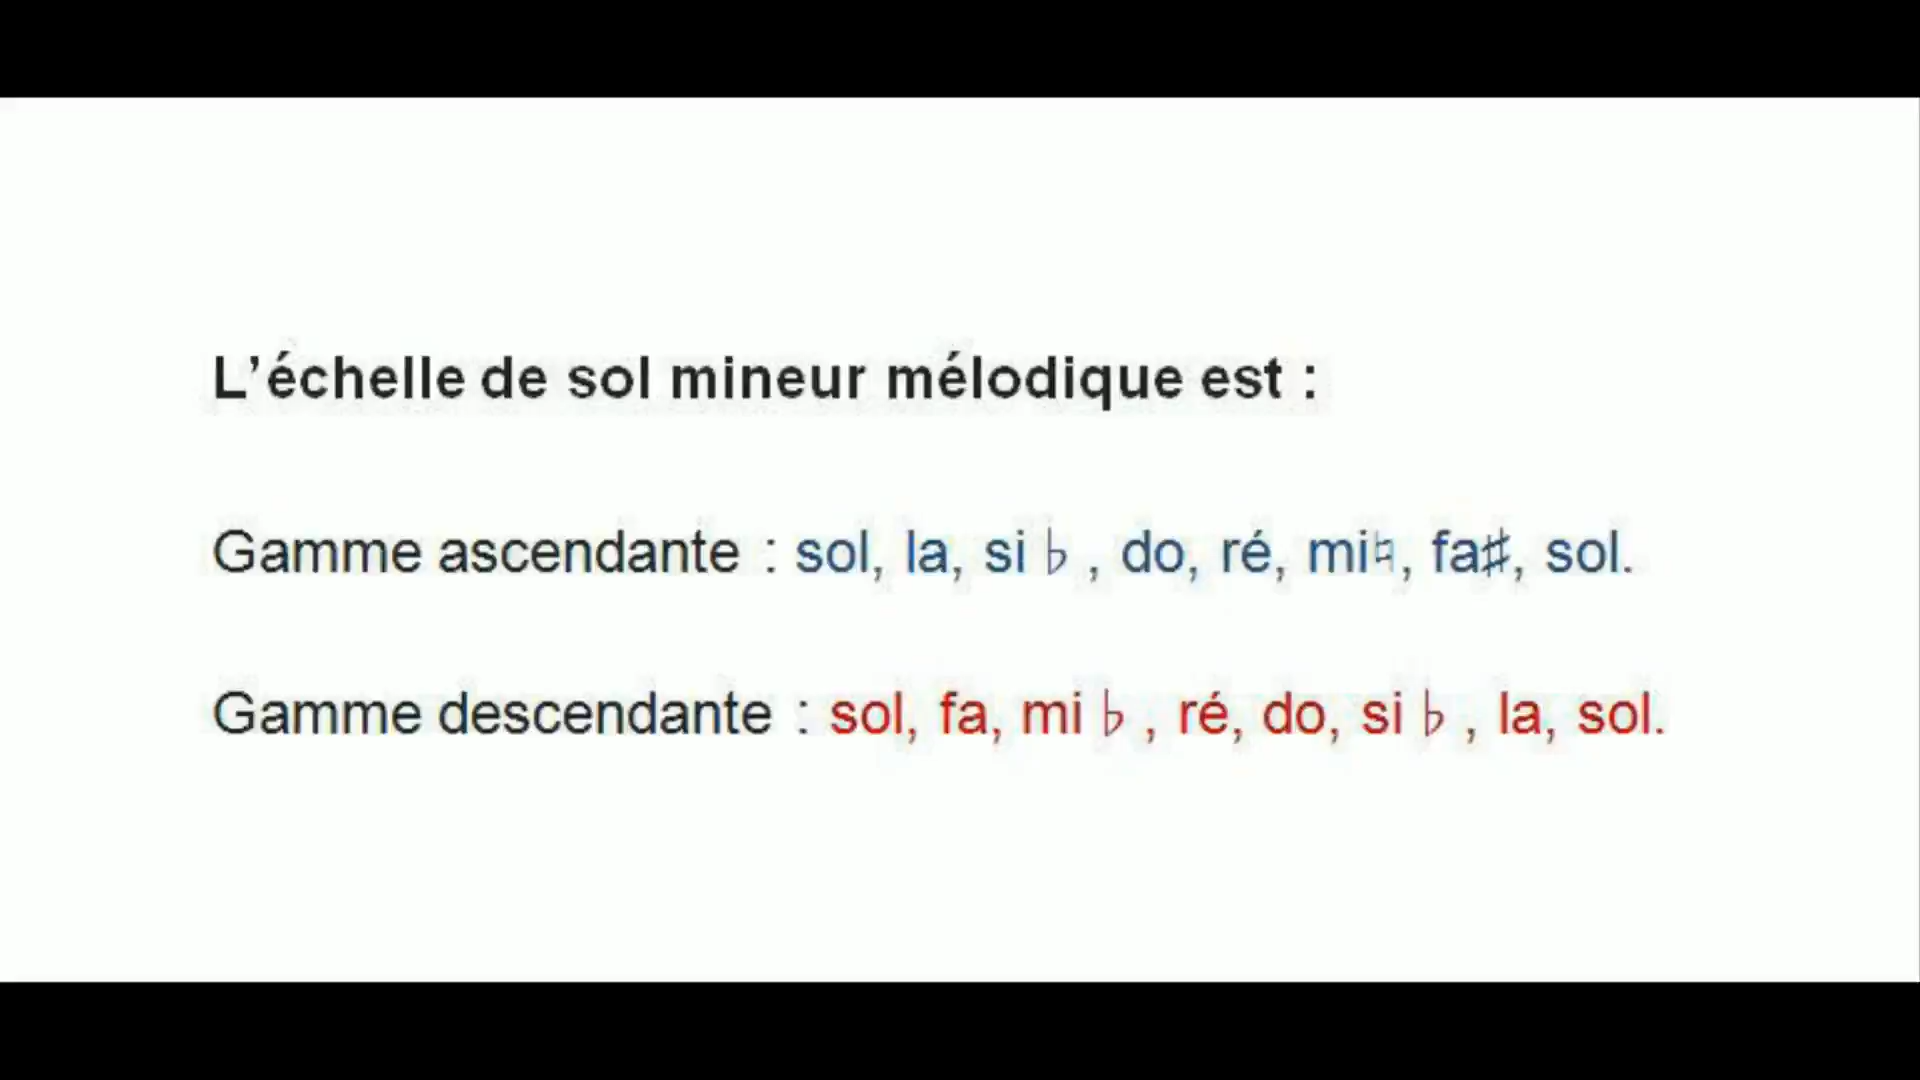 L’échelle de sol mineur mélodique est :
Gamme ascendante : sol, la, si ♭ , do, ré, mi♮, fa♯, sol.
Gamme descendante : sol, fa, mi ♭ , ré, do, si ♭ , la, sol.